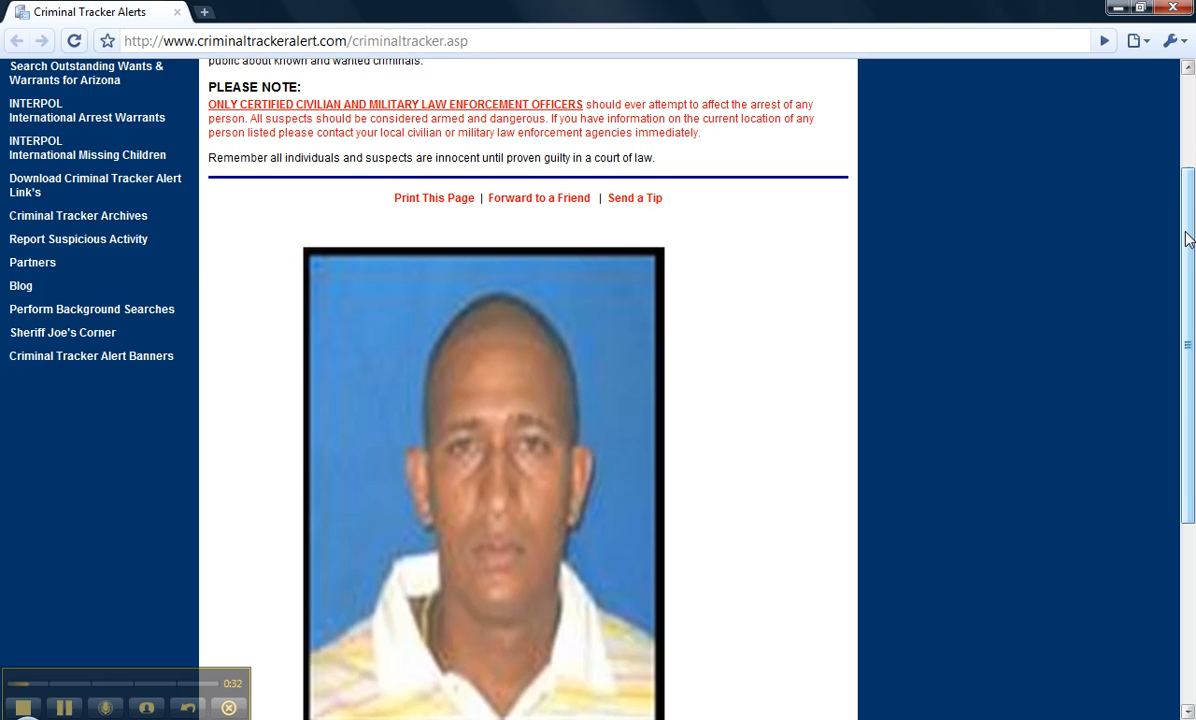 Criminal Tracker Alerts
http://www.criminaltrackeralert.com/criminaltracker.asp
Search Outstanding Wants &
Warrants for Arizona
INTERPOL
International Arrest Warrants
INTERPOL
International Missing Children
Download Criminal Tracker Alert
Link's
Criminal Tracker Archives
Report Suspicious Activity
Partners
Blog
Perform Background Searches
Sheriff Joe's Corner
Criminal Tracker Alert Banners
public about known and wanted criminals.
PLEASE NOTE:
ONLY CERTIFIED CIVILIAN AND MILITARY LAW ENFORCEMENT OFFICERS should ever attempt to affect the arrest of any
person. All suspects should be considered armed and dangerous. If you have information on the current location of any
person listed please contact your local civilian or military law enforcement agencies immediately.
Remember all individuals and suspects are innocent until proven guilty in a court of law.
Print This Page | Forward to a Friend | Send a Tip
0:32